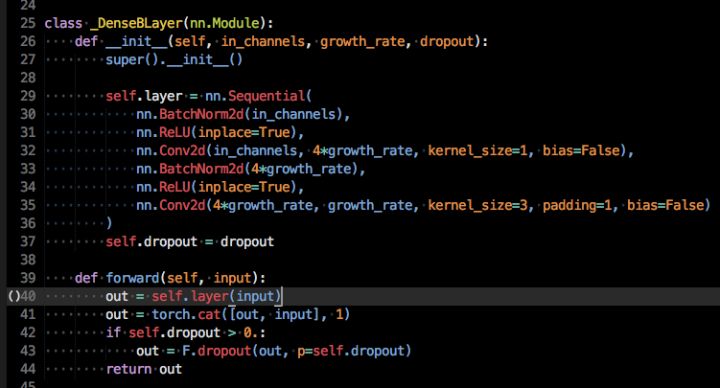 24
25 class _DenseBLayer(nn.Module):
26     def __init__(self, in_channels, growth_rate, dropout):
27         super().__init__()
28
29         self.layer = nn.Sequential(
30             nn.BatchNorm2d(in_channels),
31             nn.ReLU(inplace=True),
32             nn.Conv2d(in_channels, 4*growth_rate, kernel_size=1, bias=False),
33             nn.BatchNorm2d(4*growth_rate),
34             nn.ReLU(inplace=True),
35             nn.Conv2d(4*growth_rate, growth_rate, kernel_size=3, padding=1, bias=False)
36         )
37         self.dropout = dropout
38
39     def forward(self, input):
()40         out = self.layer(input)
41         out = torch.cat([out, input], 1)
42         if self.dropout > 0.:
43             out = F.dropout(out, p=self.dropout)
44         return out
45